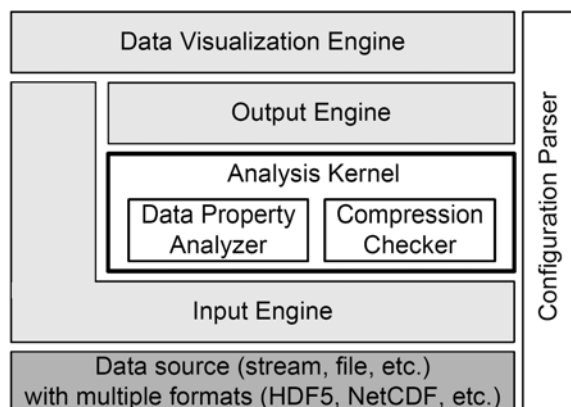 Data Visualization Engine
Output Engine
Analysis Kernel
Data Property
Analyzer
Compression
Checker
Input Engine
Data source (stream, file, etc.)
with multiple formats (HDF5, NetCDF, etc.)
Configuration Parser